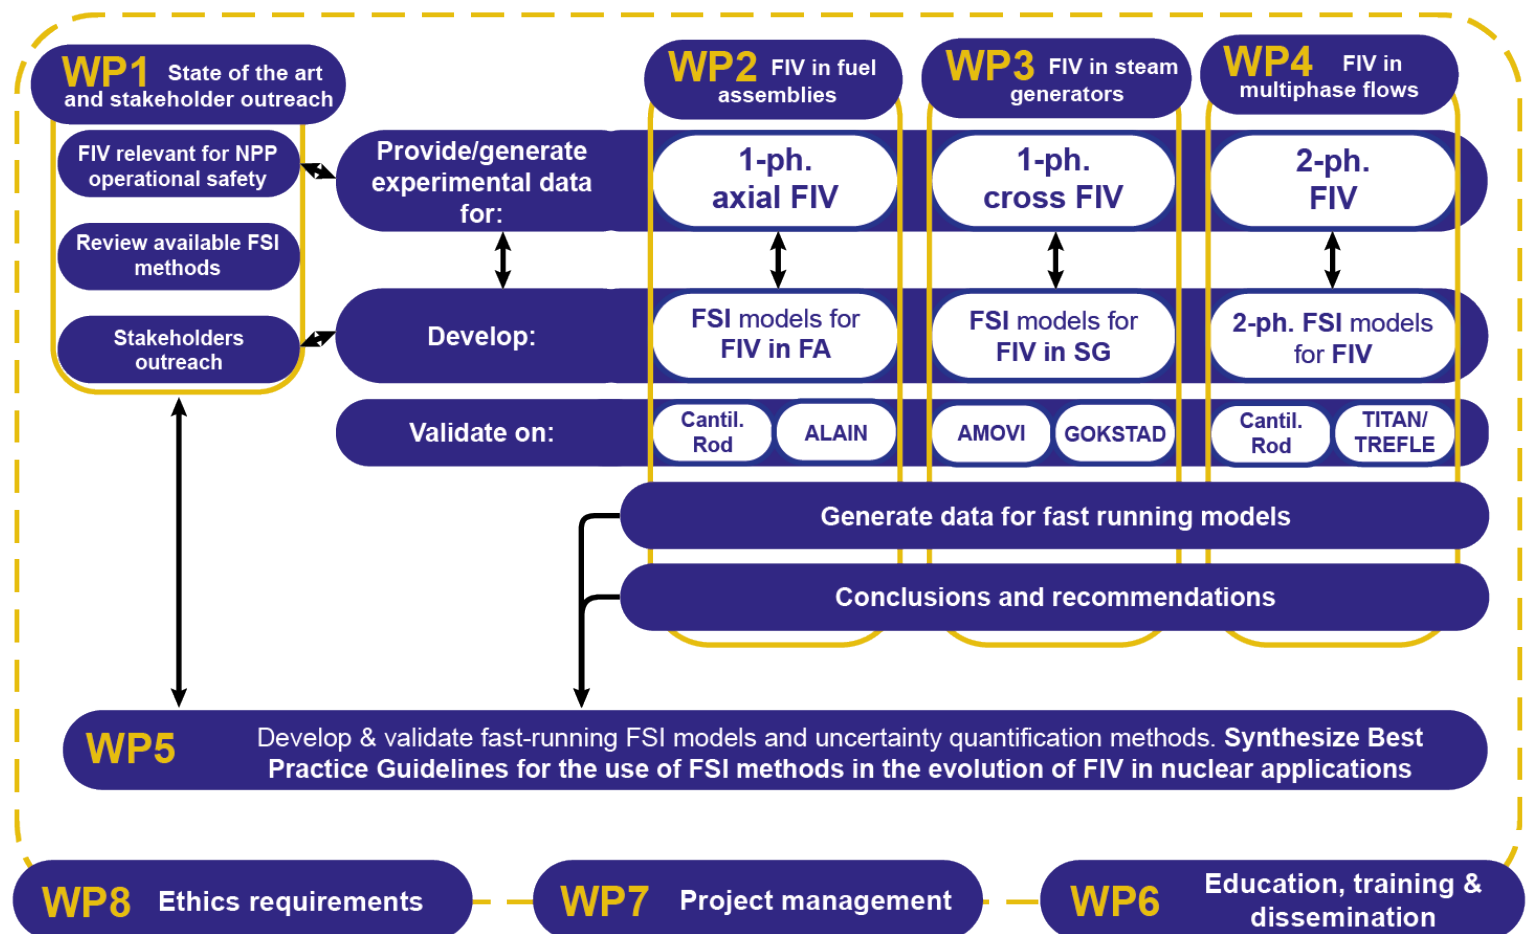 WP1 State of the art
and stakeholder outreach
FIV relevant for NPP
operational safety
Review available FSI
methods
Stakeholders
outreach
WP2 FIV in fuel
assemblies
WP3 FIV in steam
generators
WP4 FIV in
multiphase flows
Provide/generate
experimental data
for:
1-ph.
axial FIV
1-ph.
cross FIV
2-ph.
FIV
Develop:
FSI models for
FIV in FA
FSI models for
FIV in SG
2-ph. FSI models
for FIV
Validate on:
Cantil.
Rod
ALAIN
AMOVI
GOKSTAD
Cantil.
Rod
TITAN/
TREFLE
Generate data for fast running models
Conclusions and recommendations
WP5
Develop & validate fast-running FSI models and uncertainty quantification methods. Synthesize Best
Practice Guidelines for the use of FSI methods in the evolution of FIV in nuclear applications
WP8 Ethics requirements
WP7 Project management
WP6
Education, training &
dissemination